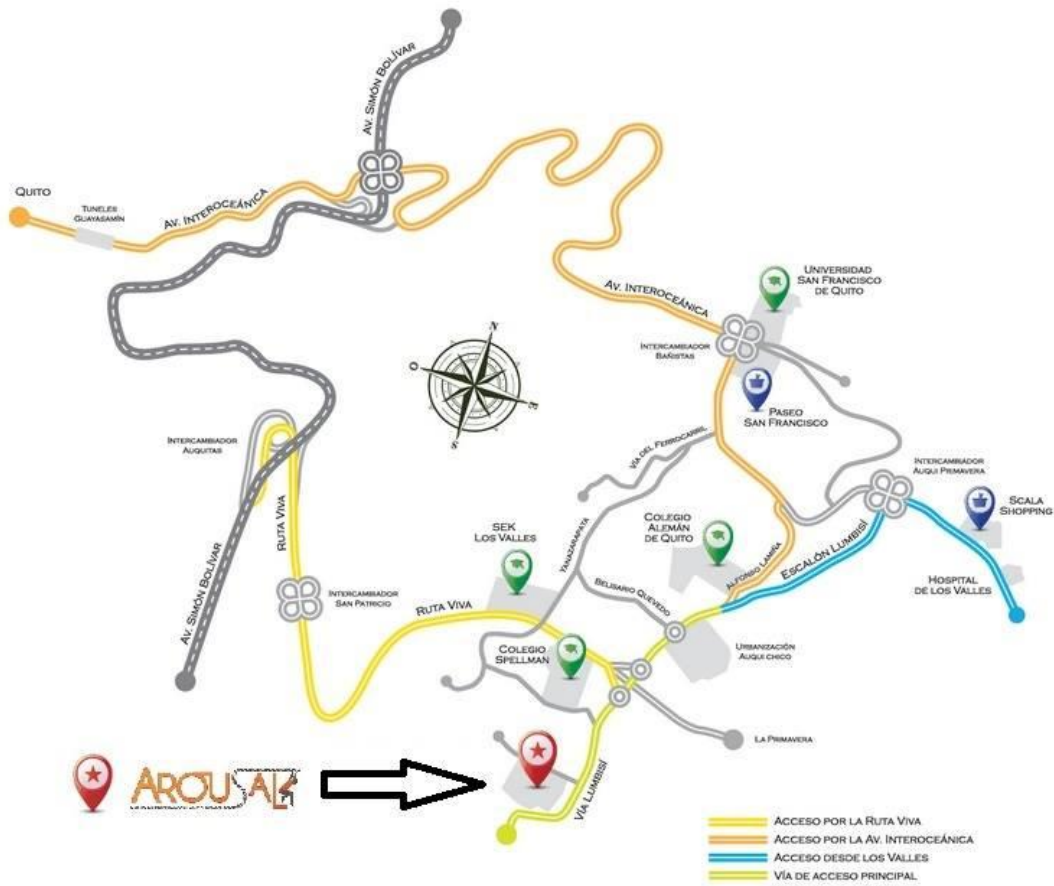 AV. SIMÓN BOLÍVAR
QUITO
TUNELES
GUAYASAMÍN
AV. INTEROCEÁNICA
AV. INTEROCEÁNICA
UNIVERSIDAD
SAN FRANCISCO
DE QUITO
INTERCAMBIADOR
BAÑISTAS
N
O
E
S
PASEO
SAN FRANCISCO
INTERCAMBIADOR
AUQUITAS
VÍA DEL FERROCARRIL
INTERCAMBIADOR
AUQUI PRIMAVERA
SCALA
SHOPPING
RUTA VIVA
SEK
LOS VALLES
YANAZARAPATA
COLEGIO
ALEMÁN
DE QUITO
ALFONSO LAMIÑA
ESCALÓN LUMBISÍ
HOSPITAL
DE LOS VALLES
AV. SIMÓN BOLÍVAR
INTERCAMBIADOR
SAN PATRICIO
RUTA VIVA
BELISARIO QUEVEDO
COLEGIO
SPELLMAN
URBANIZACIÓN
AUQUI CHICO
LA PRIMAVERA
VÍA LUMBISÍ
AROUSAL
ACCESO POR LA RUTA VIVA
ACCESO POR LA AV. INTEROCEÁNICA
ACCESO DESDE LOS VALLES
VÍA DE ACCESO PRINCIPAL